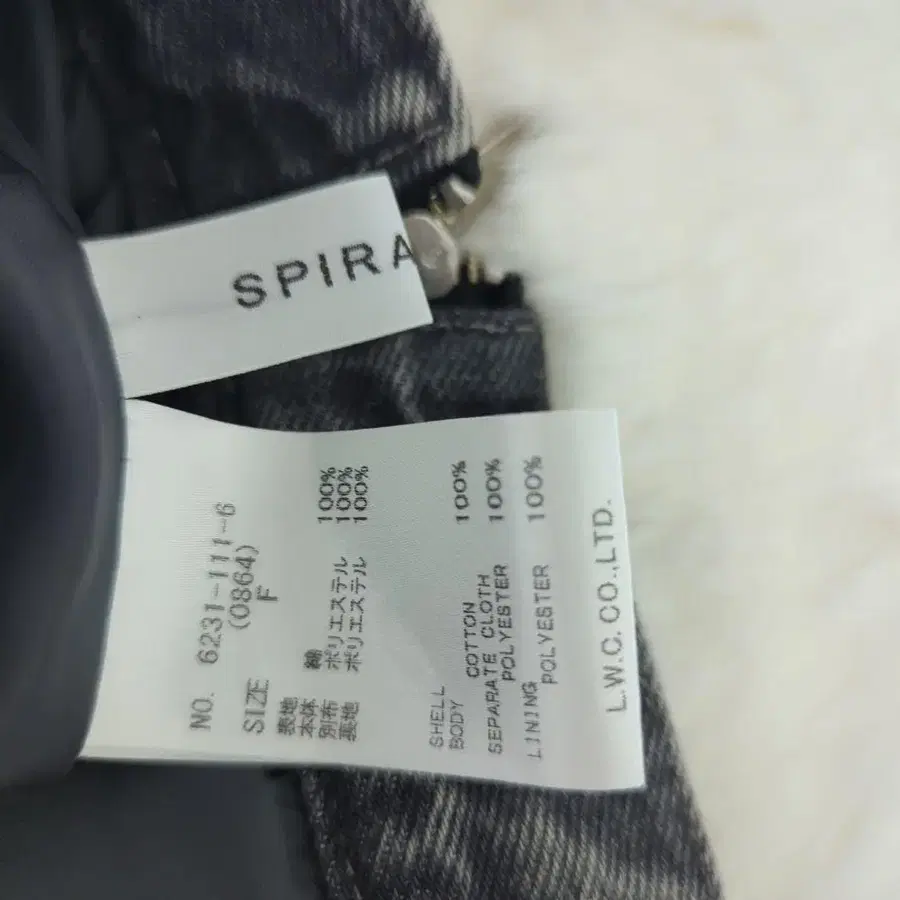 SPIRA
NO. 6231-111-6
(0864)
SIZE F
表地
本体 綿 100%
別布 ポリエステル 100%
裏地 ポリエステル 100%
SHELL
BODY
COTTON 100%
SEPARATE CLOTH
POLYESTER 100%
LINING
POLYESTER 100%
L.W.C.CO.,LTD.